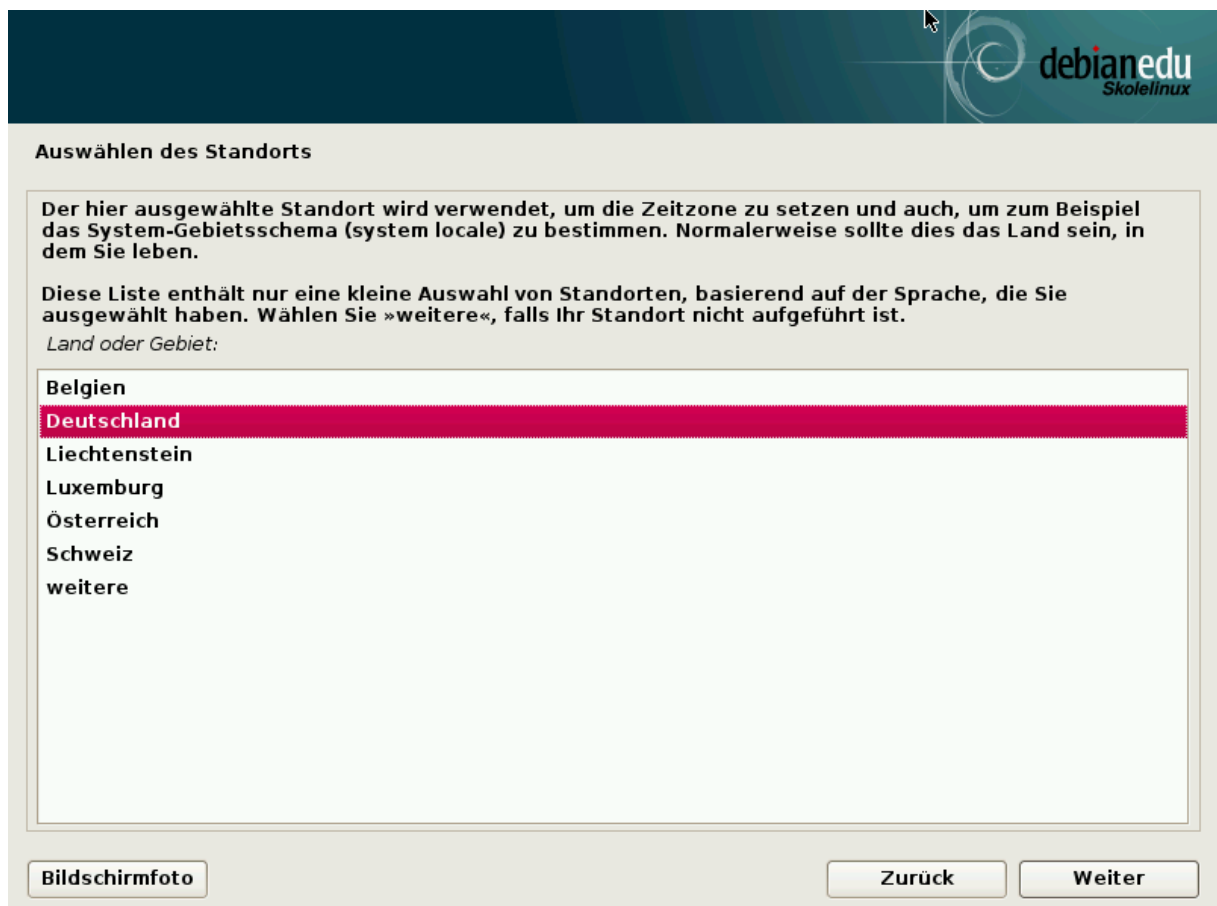 debianedu
Skolelinux
Auswählen des Standorts
Der hier ausgewählte Standort wird verwendet, um die Zeitzone zu setzen und auch, um zum Beispiel
das System-Gebietsschema (system locale) zu bestimmen. Normalerweise sollte dies das Land sein, in
dem Sie leben.
Diese Liste enthält nur eine kleine Auswahl von Standorten, basierend auf der Sprache, die Sie
ausgewählt haben. Wählen Sie »weitere«, falls Ihr Standort nicht aufgeführt ist.
Land oder Gebiet:
Belgien
Deutschland
Liechtenstein
Luxemburg
Österreich
Schweiz
weitere
Bildschirmfoto
Zurück
Weiter